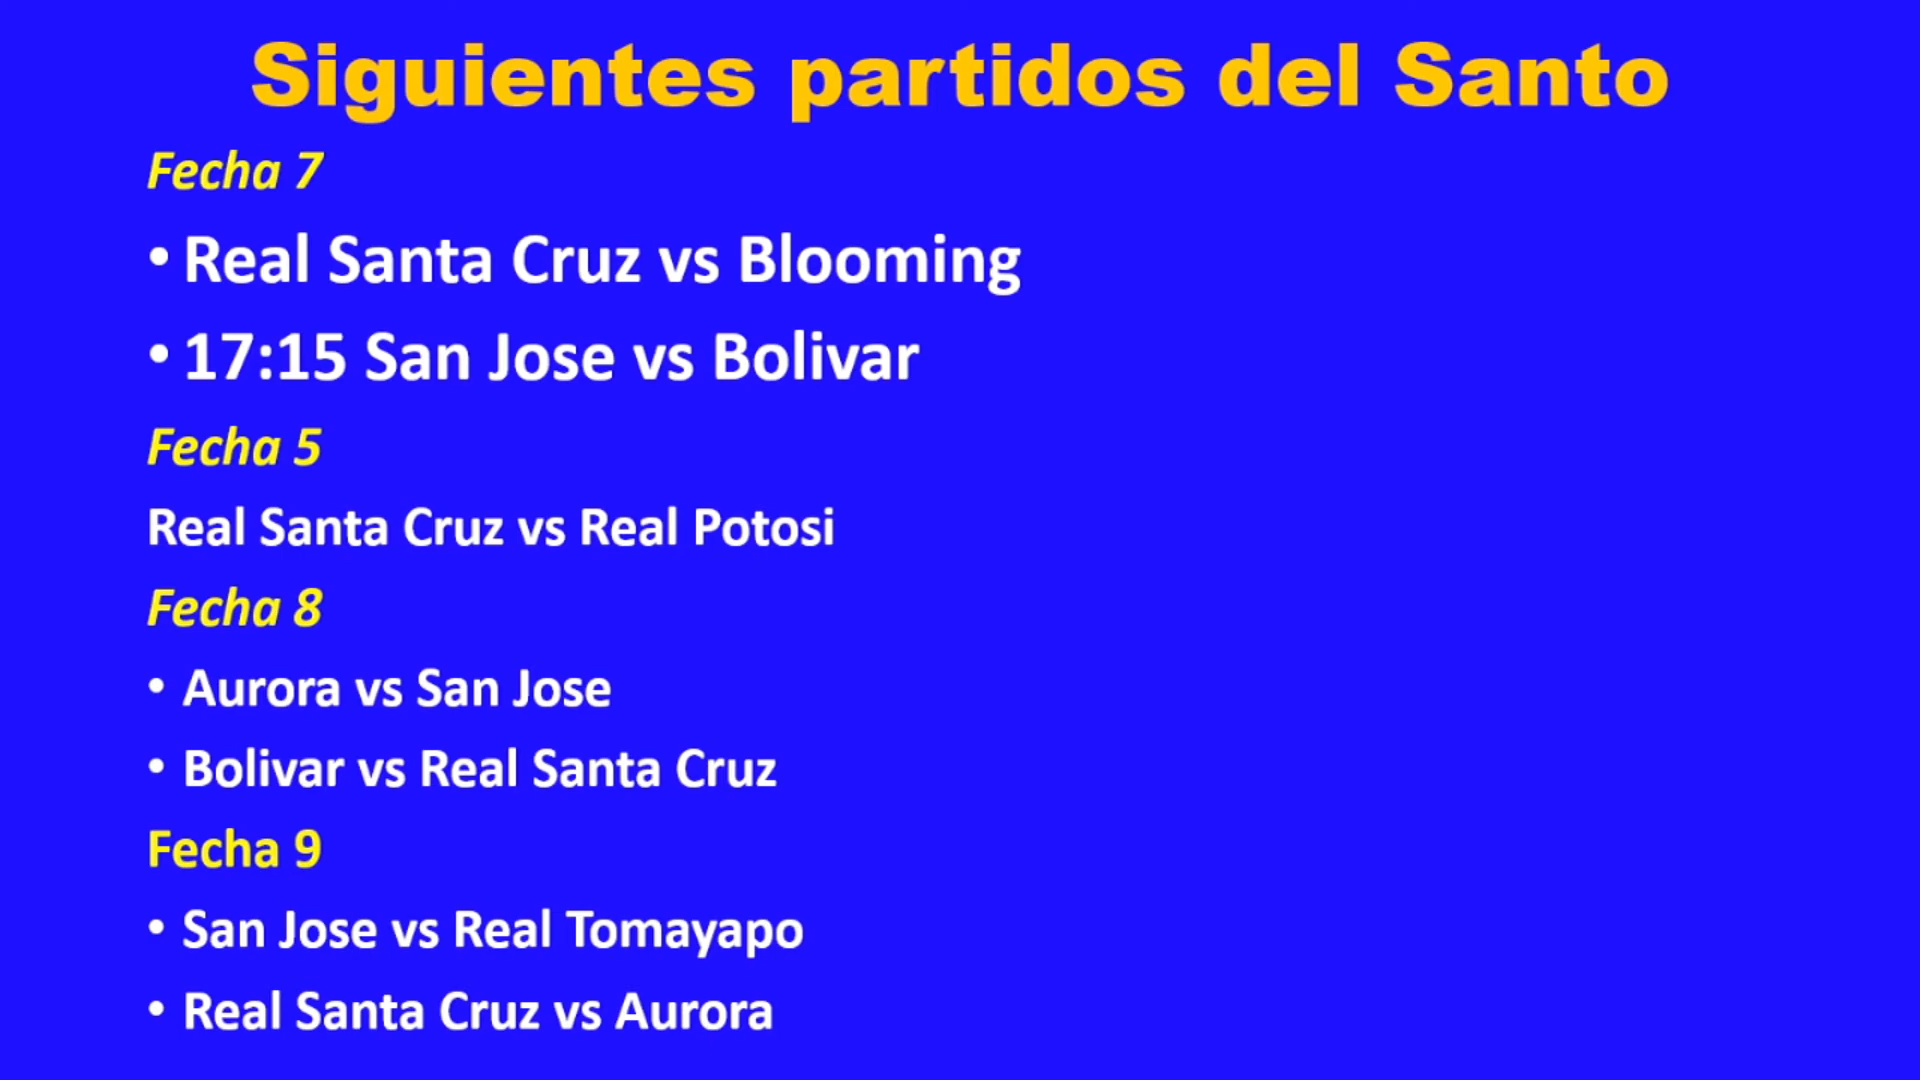 Siguientes partidos del Santo
Fecha 7
• Real Santa Cruz vs Blooming
• 17:15 San Jose vs Bolivar
Fecha 5
Real Santa Cruz vs Real Potosi
Fecha 8
• Aurora vs San Jose
• Bolivar vs Real Santa Cruz
Fecha 9
• San Jose vs Real Tomayapo
• Real Santa Cruz vs Aurora